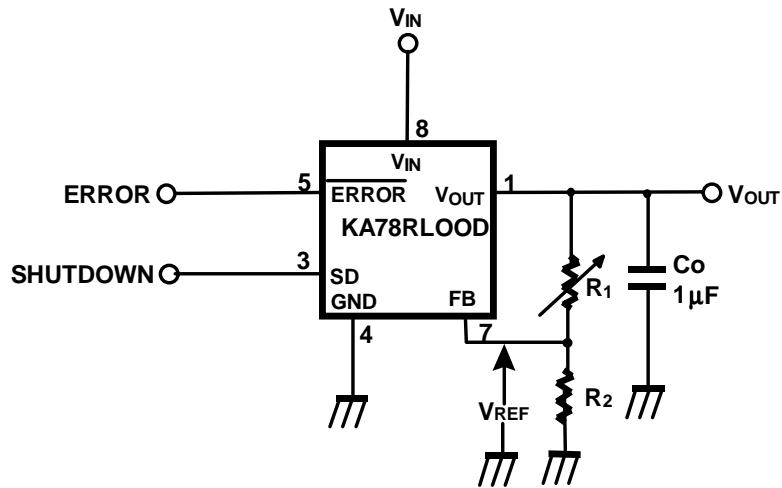 VIN
8
VIN
ERROR
5
ERROR
VOUT
1
VOUT
KA78RLOOD
SHUTDOWN
3
SD
GND
FB
4
7
R1
Co
1µF
VREF
R2